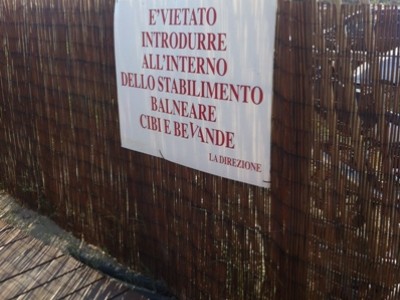 E'VIETATO
INTRODURRE
ALL'INTERNO
DELLO STABILIMENTO
BALNEARE
CIBI E BEVANDE
LA DIREZIONE